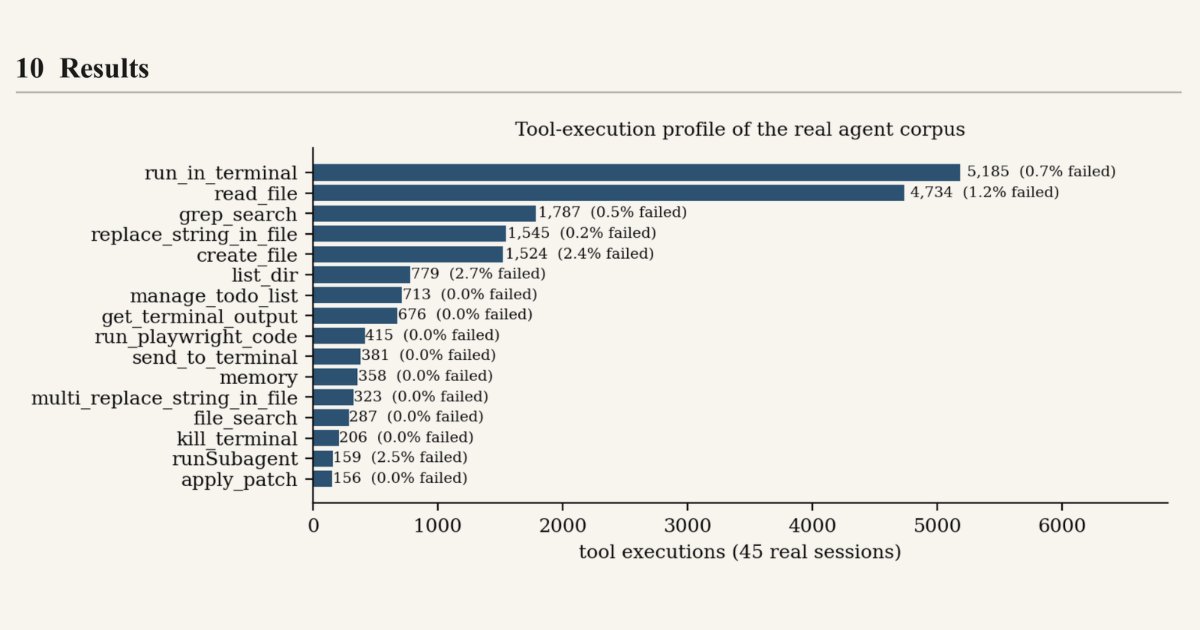 10 Results
Tool-execution profile of the real agent corpus
run_in_terminal 5,185 (0.7% failed)
read_file 4,734 (1.2% failed)
grep_search 1,787 (0.5% failed)
replace_string_in_file 1,545 (0.2% failed)
create_file 1,524 (2.4% failed)
list_dir 779 (2.7% failed)
manage_todo_list 713 (0.0% failed)
get_terminal_output 676 (0.0% failed)
run_playwright_code 415 (0.0% failed)
send_to_terminal 381 (0.0% failed)
memory 358 (0.0% failed)
multi_replace_string_in_file 323 (0.0% failed)
file_search 287 (0.0% failed)
kill_terminal 206 (0.0% failed)
runSubagent 159 (2.5% failed)
apply_patch 156 (0.0% failed)
0 1000 2000 3000 4000 5000 6000
tool executions (45 real sessions)